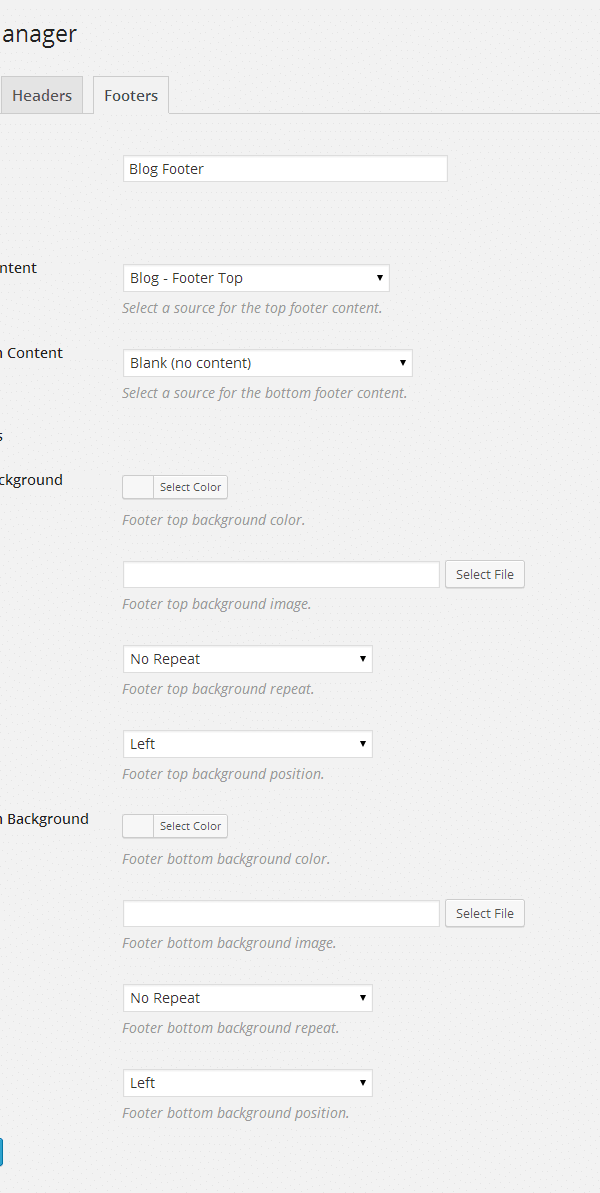 anager
Headers
Footers
Blog Footer
ntent
Blog - Footer Top
Select a source for the top footer content.
n Content
Blank (no content)
Select a source for the bottom footer content.
s
ckground
Select Color
Footer top background color.
Select File
Footer top background image.
No Repeat
Footer top background repeat.
Left
Footer top background position.
n Background
Select Color
Footer bottom background color.
Select File
Footer bottom background image.
No Repeat
Footer bottom background repeat.
Left
Footer bottom background position.